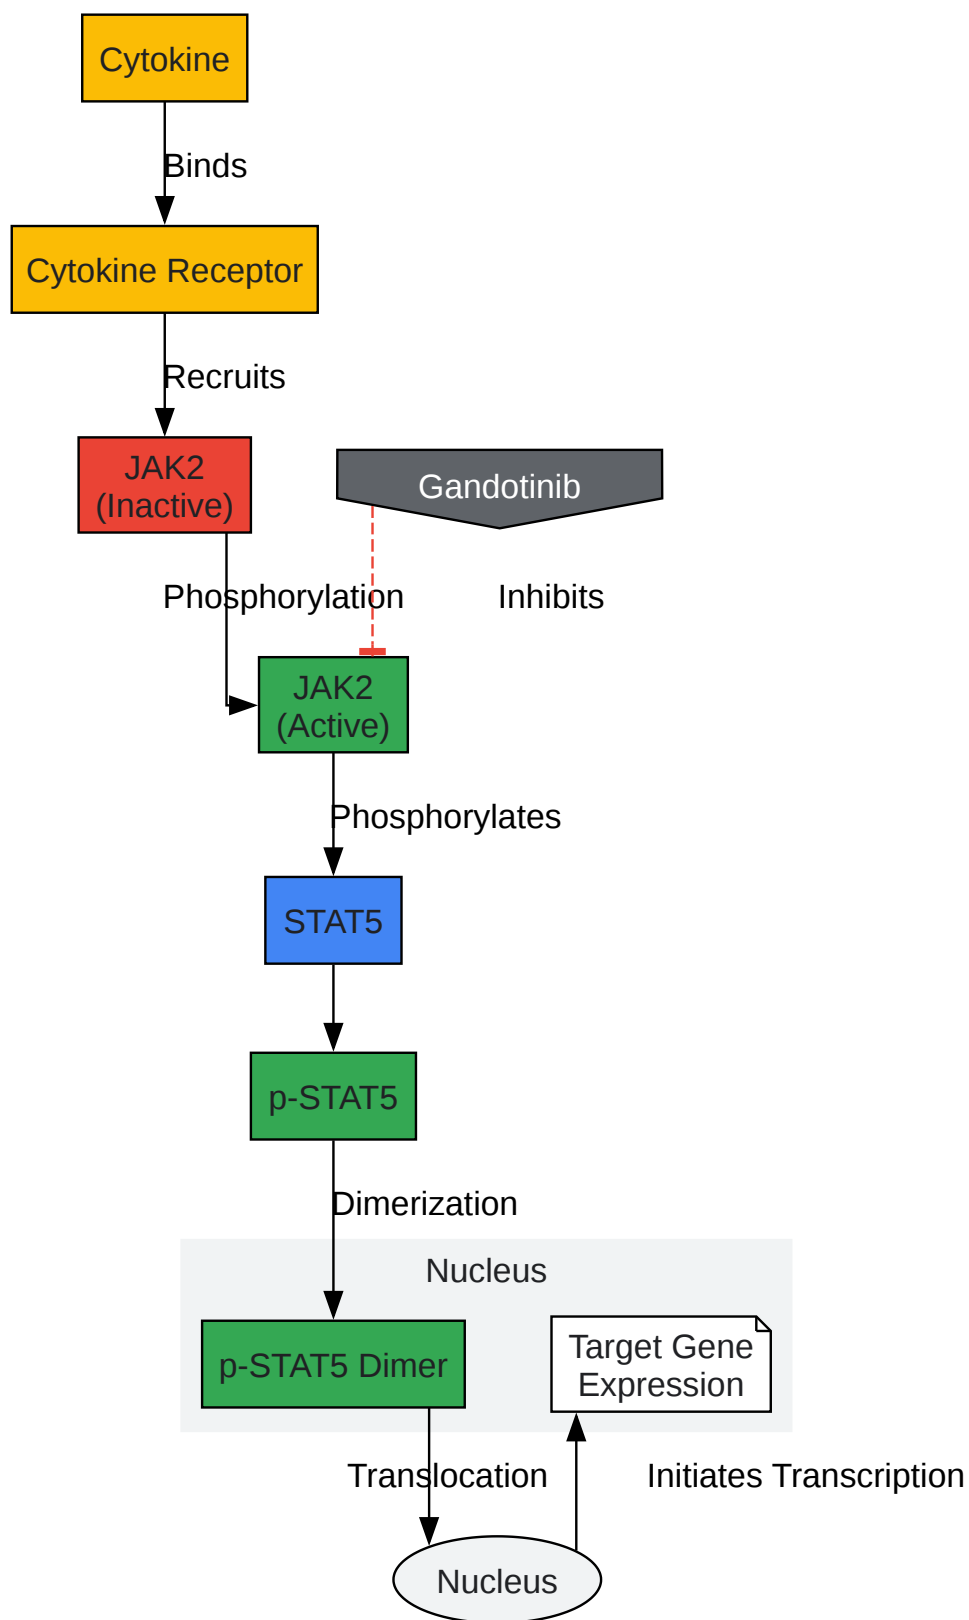 Cytokine
Binds
Cytokine Receptor
Recruits
JAK2
(Inactive)
Gandotinib
Phosphorylation
Inhibits
JAK2
(Active)
Phosphorylates
STAT5
p-STAT5
Dimerization
Nucleus
p-STAT5 Dimer
Target Gene
Expression
Translocation
Initiates Transcription
Nucleus